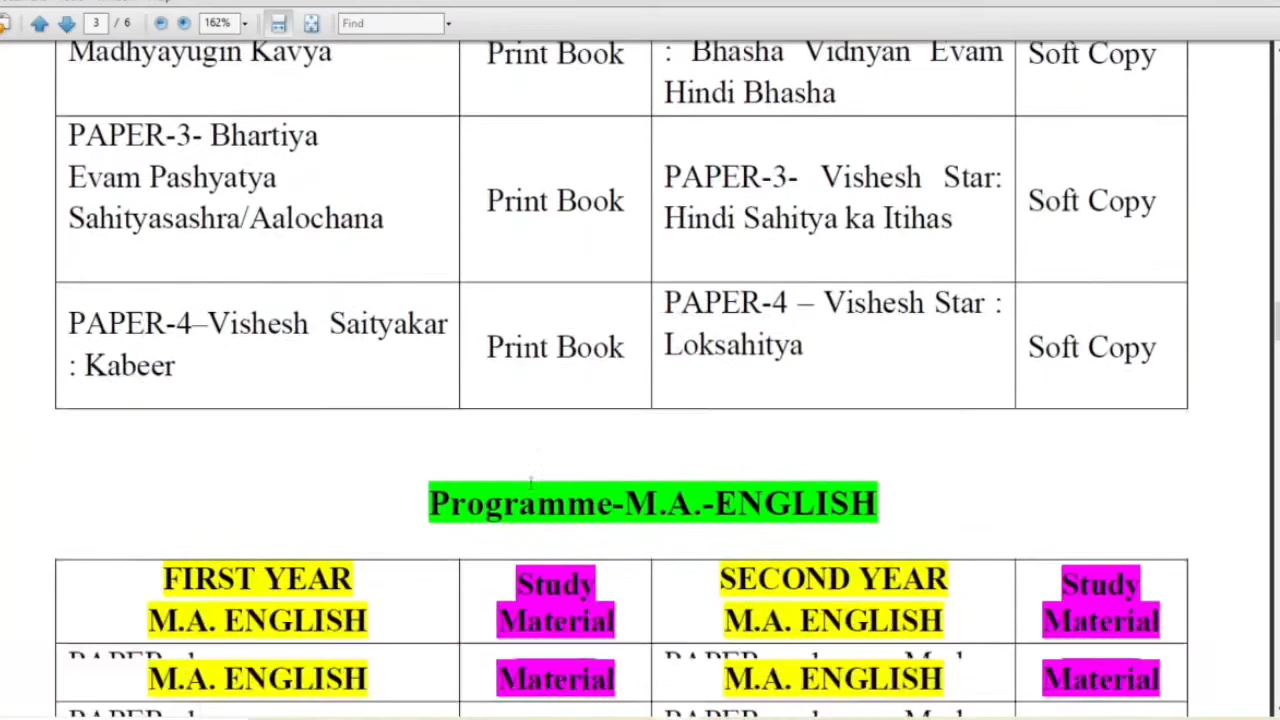 3 / 6
162%
Find
Madhyayugin Kavya
Print Book
: Bhasha Vidnyan Evam
Hindi Bhasha
Soft Copy
PAPER-3- Bhartiya
Evam Pashyatya
Sahityasashra/Aalochana
Print Book
PAPER-3- Vishesh Star:
Hindi Sahitya ka Itihas
Soft Copy
PAPER-4–Vishesh Saityakar
: Kabeer
Print Book
PAPER-4 – Vishesh Star :
Loksahitya
Soft Copy
Programme-M.A.-ENGLISH
FIRST YEAR
M.A. ENGLISH
Study
Material
SECOND YEAR
M.A. ENGLISH
Study
Material
M.A. ENGLISH
Material
M.A. ENGLISH
Material